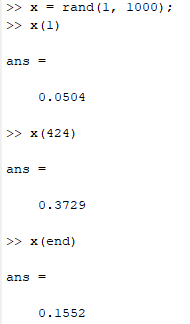 >> x = rand(1, 1000);
>> x(1)
ans =
0.0504
>> x(424)
ans =
0.3729
>> x(end)
ans =
0.1552